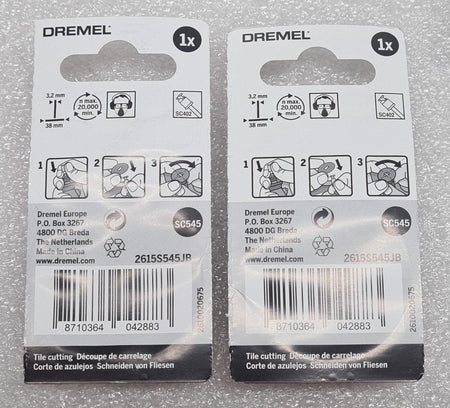 DREMEL
1x
3,2 mm
n max.
20.000
min.
38 mm
SC402
1
2
3
Dremel Europe
P.O. Box 3267
4800 DG Breda
The Netherlands
Made in China
www.dremel.com
SC545
2615S545JB
8710364 042883
2610020675
Tile cutting Découpe de carrelage
Corte de azulejos Schneiden von Fliesen
DREMEL
1x
3,2 mm
n max.
20.000
min.
38 mm
SC402
1
2
3
Dremel Europe
P.O. Box 3267
4800 DG Breda
The Netherlands
Made in China
www.dremel.com
SC545
2615S545JB
8710364 042883
2610020675
Tile cutting Découpe de carrelage
Corte de azulejos Schneiden von Fliesen